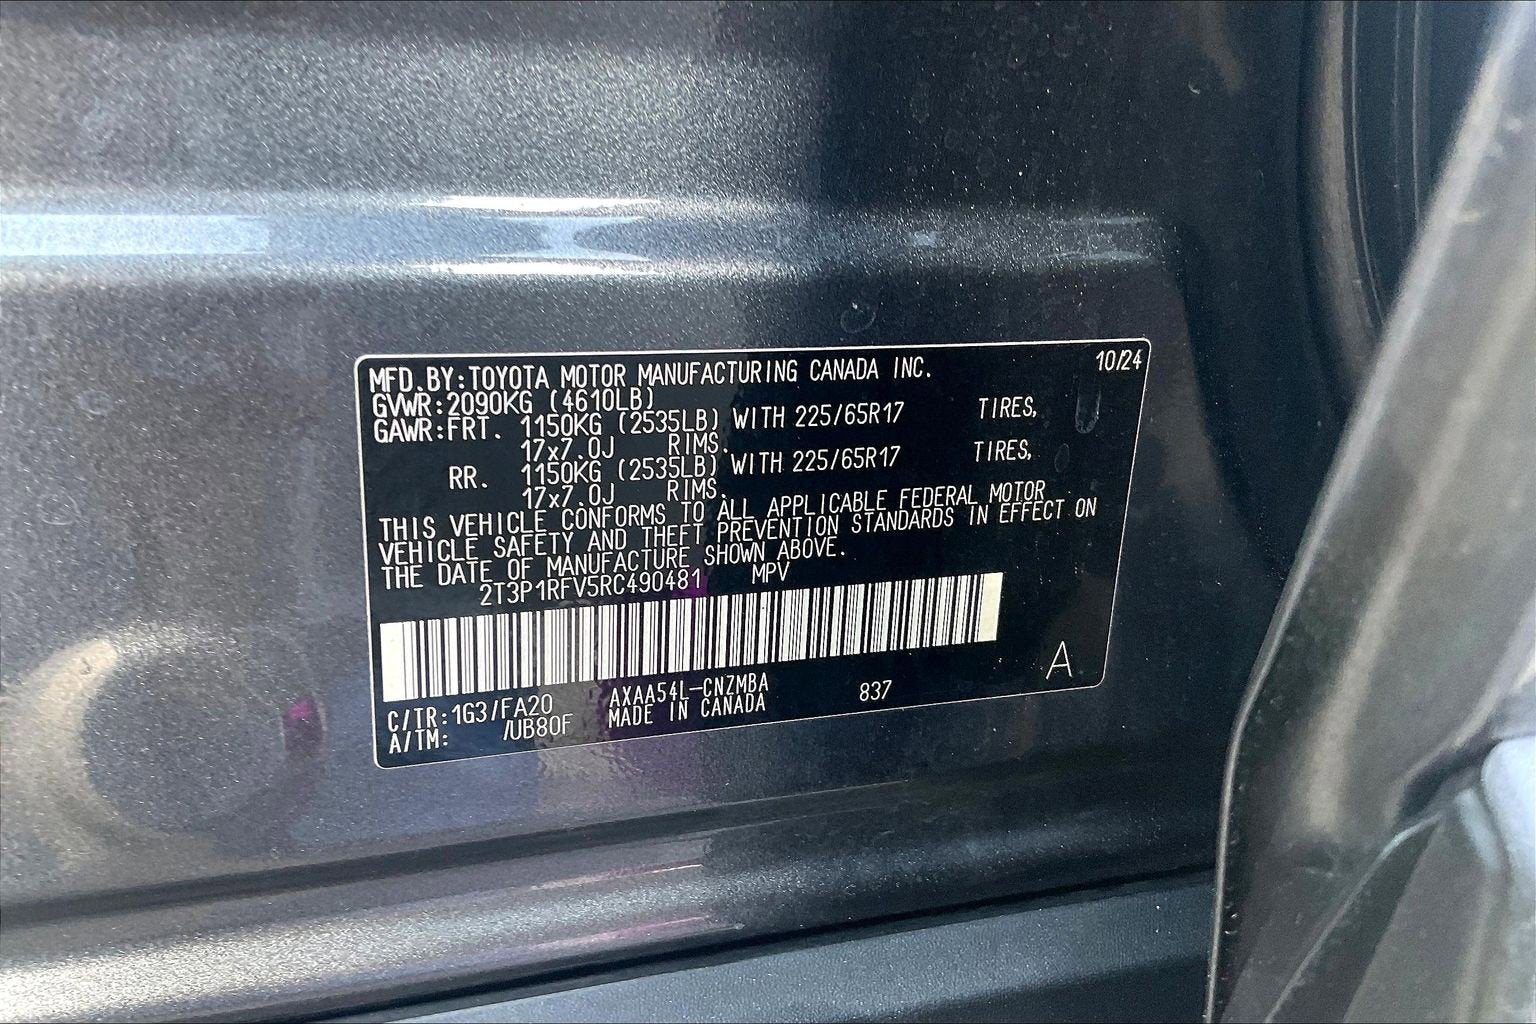 MFD.BY:TOYOTA MOTOR MANUFACTURING CANADA INC. 10/24
GVWR:2090KG (4610LB)
GAWR:FRT. 1150KG (2535LB) WITH 225/65R17 TIRES,
17x7.0J RIMS.
RR. 1150KG (2535LB) WITH 225/65R17 TIRES,
17x7.0J RIMS.
THIS VEHICLE CONFORMS TO ALL APPLICABLE FEDERAL MOTOR
VEHICLE SAFETY AND THEFT PREVENTION STANDARDS IN EFFECT ON
THE DATE OF MANUFACTURE SHOWN ABOVE.
2T3P1RFV5RC490481 MPV
C/TR:1G3/FA20 AXAA54L-CNZMBA 837 A
A/TM: /UB80F MADE IN CANADA